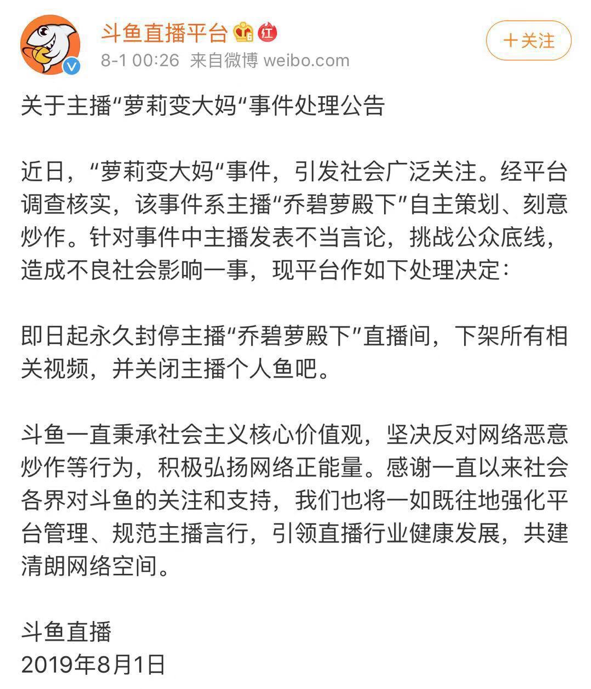 斗鱼直播平台 红
8-1 00:26 来自微博 weibo.com
+关注
关于主播“萝莉变大妈“事件处理公告
近日，“萝莉变大妈“事件，引发社会广泛关注。经平台
调查核实，该事件系主播“乔碧萝殿下”自主策划、刻意
炒作。针对事件中主播发表不当言论，挑战公众底线，
造成不良社会影响一事，现平台作如下处理决定：
即日起永久封停主播“乔碧萝殿下”直播间，下架所有相
关视频，并关闭主播个人鱼吧。
斗鱼一直秉承社会主义核心价值观，坚决反对网络恶意
炒作等行为，积极弘扬网络正能量。感谢一直以来社会
各界对斗鱼的关注和支持，我们也将一如既往地强化平
台管理、规范主播言行，引领直播行业健康发展，共建
清朗网络空间。
斗鱼直播
2019年8月1日